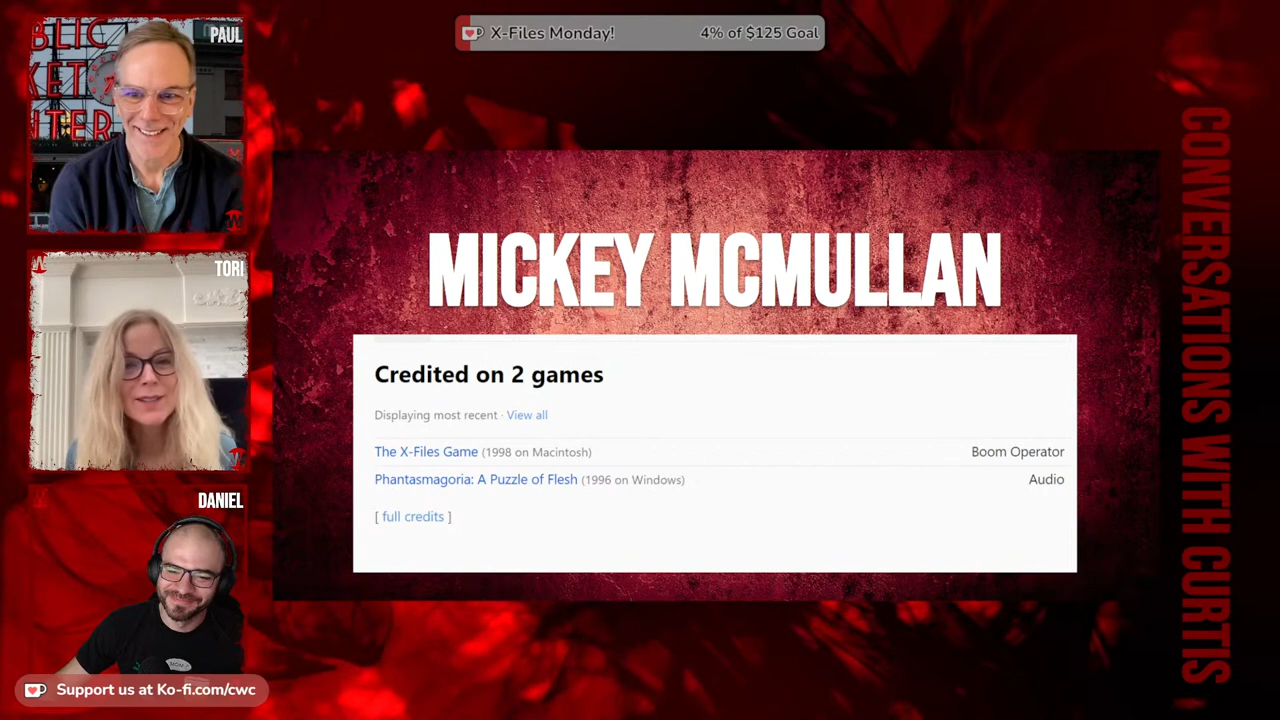 X-Files Monday! 4% of $125 Goal
PAUL
TORI
DANIEL
MICKEY MCMULLAN
Credited on 2 games
Displaying most recent · View all
The X-Files Game (1998 on Macintosh) Boom Operator
Phantasmagoria: A Puzzle of Flesh (1996 on Windows) Audio
[ full credits ]
Support us at Ko-fi.com/cwc
CONVERSATIONS WITH CURTIS